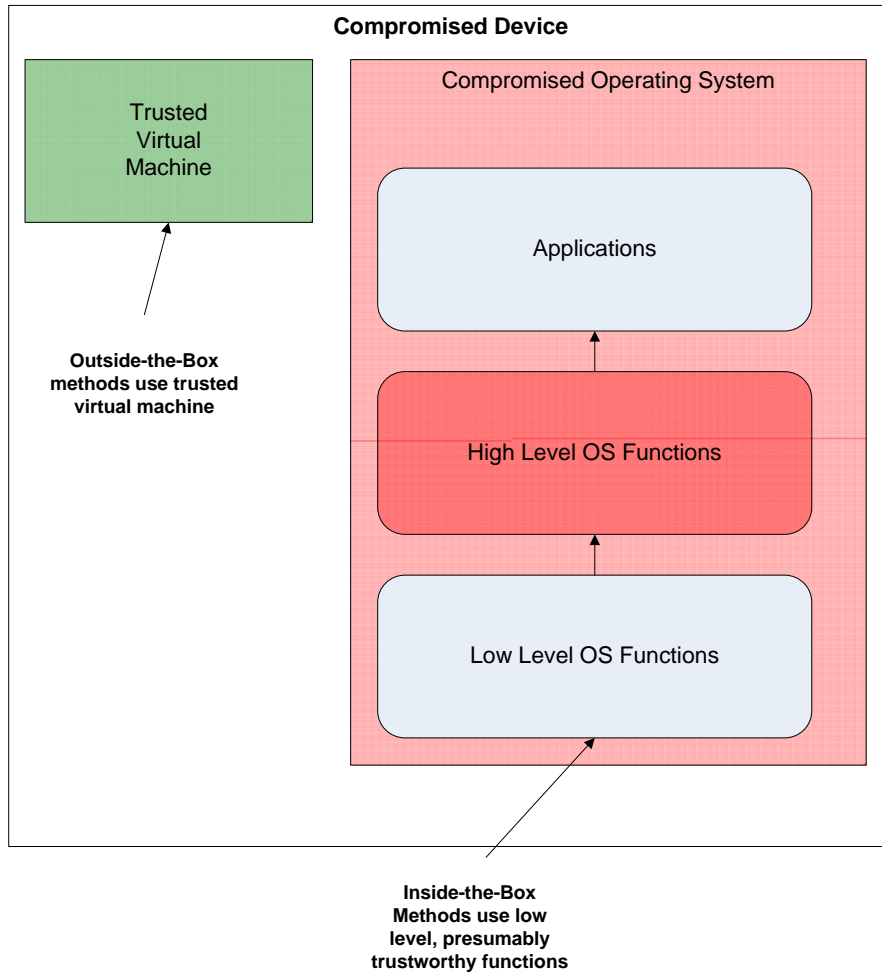 Compromised Device
Trusted
Virtual
Machine
Compromised Operating System
Applications
Outside-the-Box
methods use trusted
virtual machine
High Level OS Functions
Low Level OS Functions
Inside-the-Box
Methods use low
level, presumably
trustworthy functions